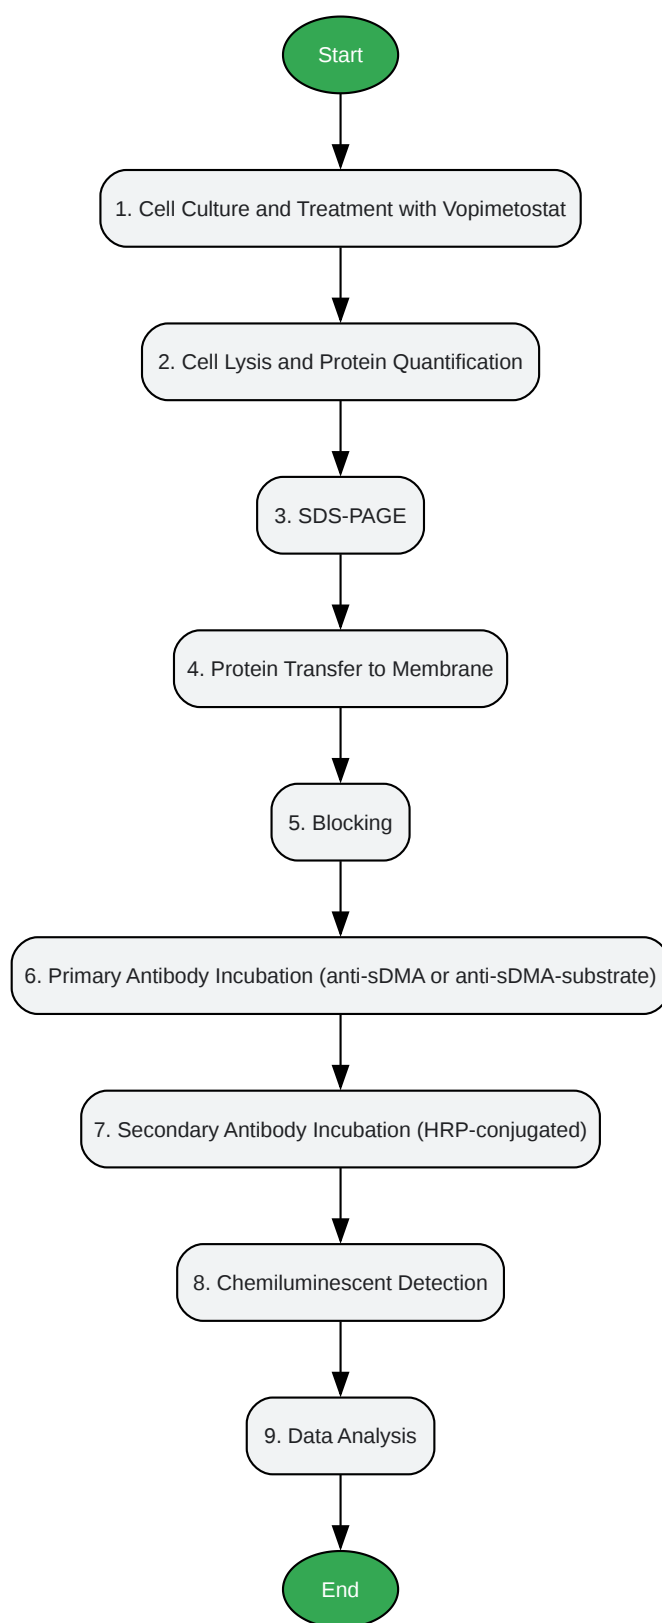 Start
1. Cell Culture and Treatment with Vopimetostat
2. Cell Lysis and Protein Quantification
3. SDS-PAGE
4. Protein Transfer to Membrane
5. Blocking
6. Primary Antibody Incubation (anti-sDMA or anti-sDMA-substrate)
7. Secondary Antibody Incubation (HRP-conjugated)
8. Chemiluminescent Detection
9. Data Analysis
End